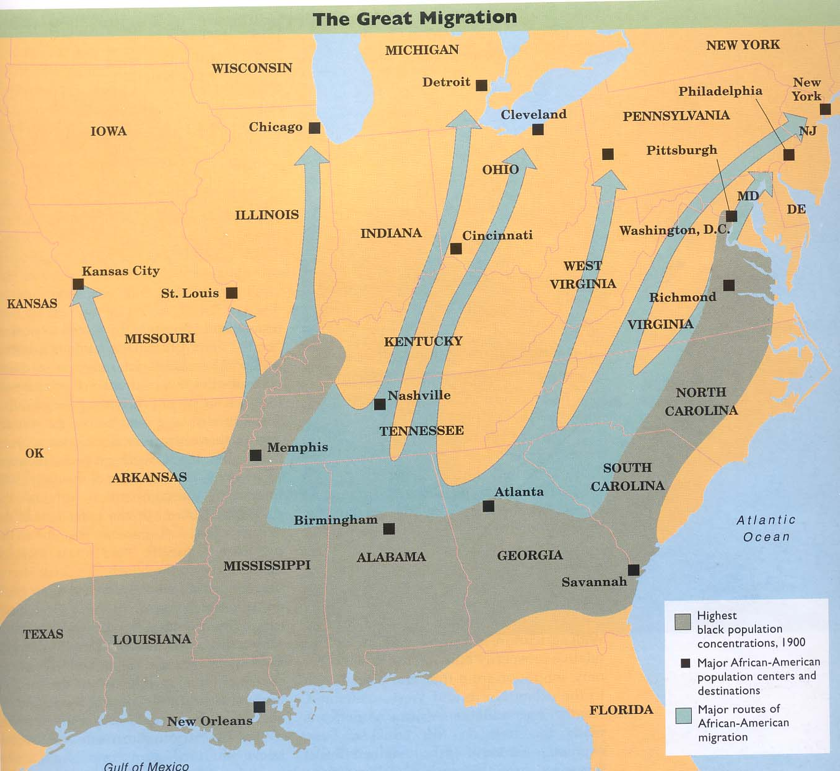 The Great Migration
MICHIGAN
NEW YORK
WISCONSIN
Detroit
Philadelphia
New
York
Cleveland
PENNSYLVANIA
Chicago
IOWA
NJ
Pittsburgh
OHIO
MD
ILLINOIS
DE
INDIANA
Cincinnati
Washington, D.C.
Kansas City
WEST
VIRGINIA
St. Louis
Richmond
KANSAS
VIRGINIA
MISSOURI
KENTUCKY
Nashville
NORTH
CAROLINA
TENNESSEE
Memphis
OK
ARKANSAS
SOUTH
CAROLINA
Atlanta
Birmingham
Atlantic
Ocean
MISSISSIPPI
ALABAMA
GEORGIA
Savannah
TEXAS
LOUISIANA
New Orleans
FLORIDA
Gulf of Mexico
Highest
black population
concentrations, 1900
Major African-American
population centers and
destinations
Major routes of
African-American
migration